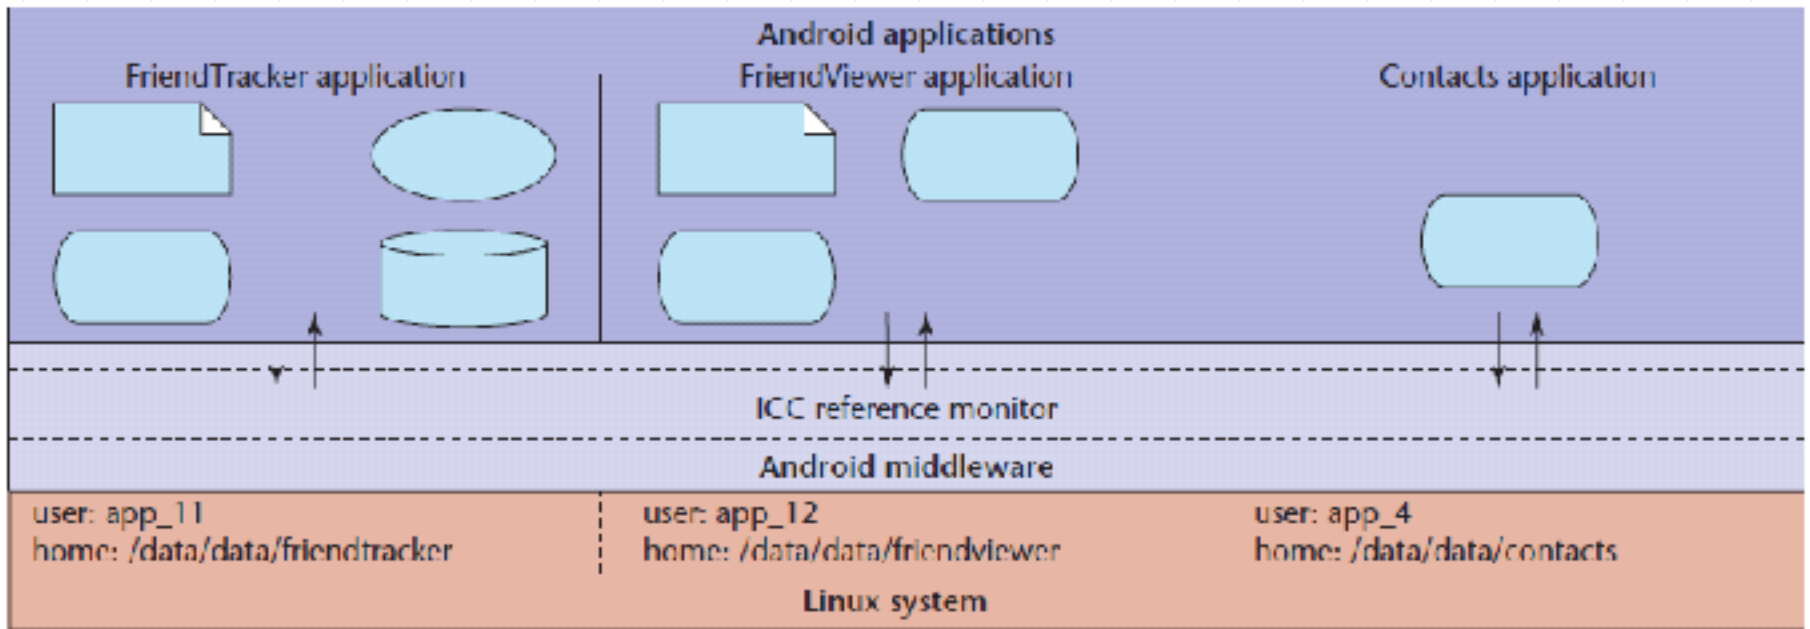 Android applications
FriendTracker application
FriendViewer application
Contacts application
ICC reference monitor
Android middleware
user: app_11
home: /data/data/friendtracker
user: app_12
home: /data/data/friendviewer
user: app_4
home: /data/data/contacts
Linux system